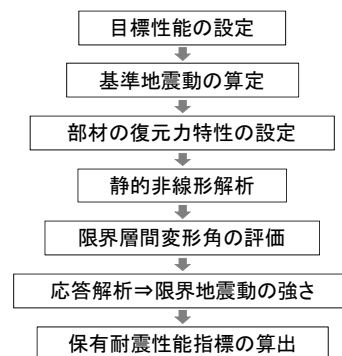 目標性能の設定
基準地震動の算定
部材の復元力特性の設定
静的非線形解析
限界層間変形角の評価
応答解析⇒限界地震動の強さ
保有耐震性能指標の算出